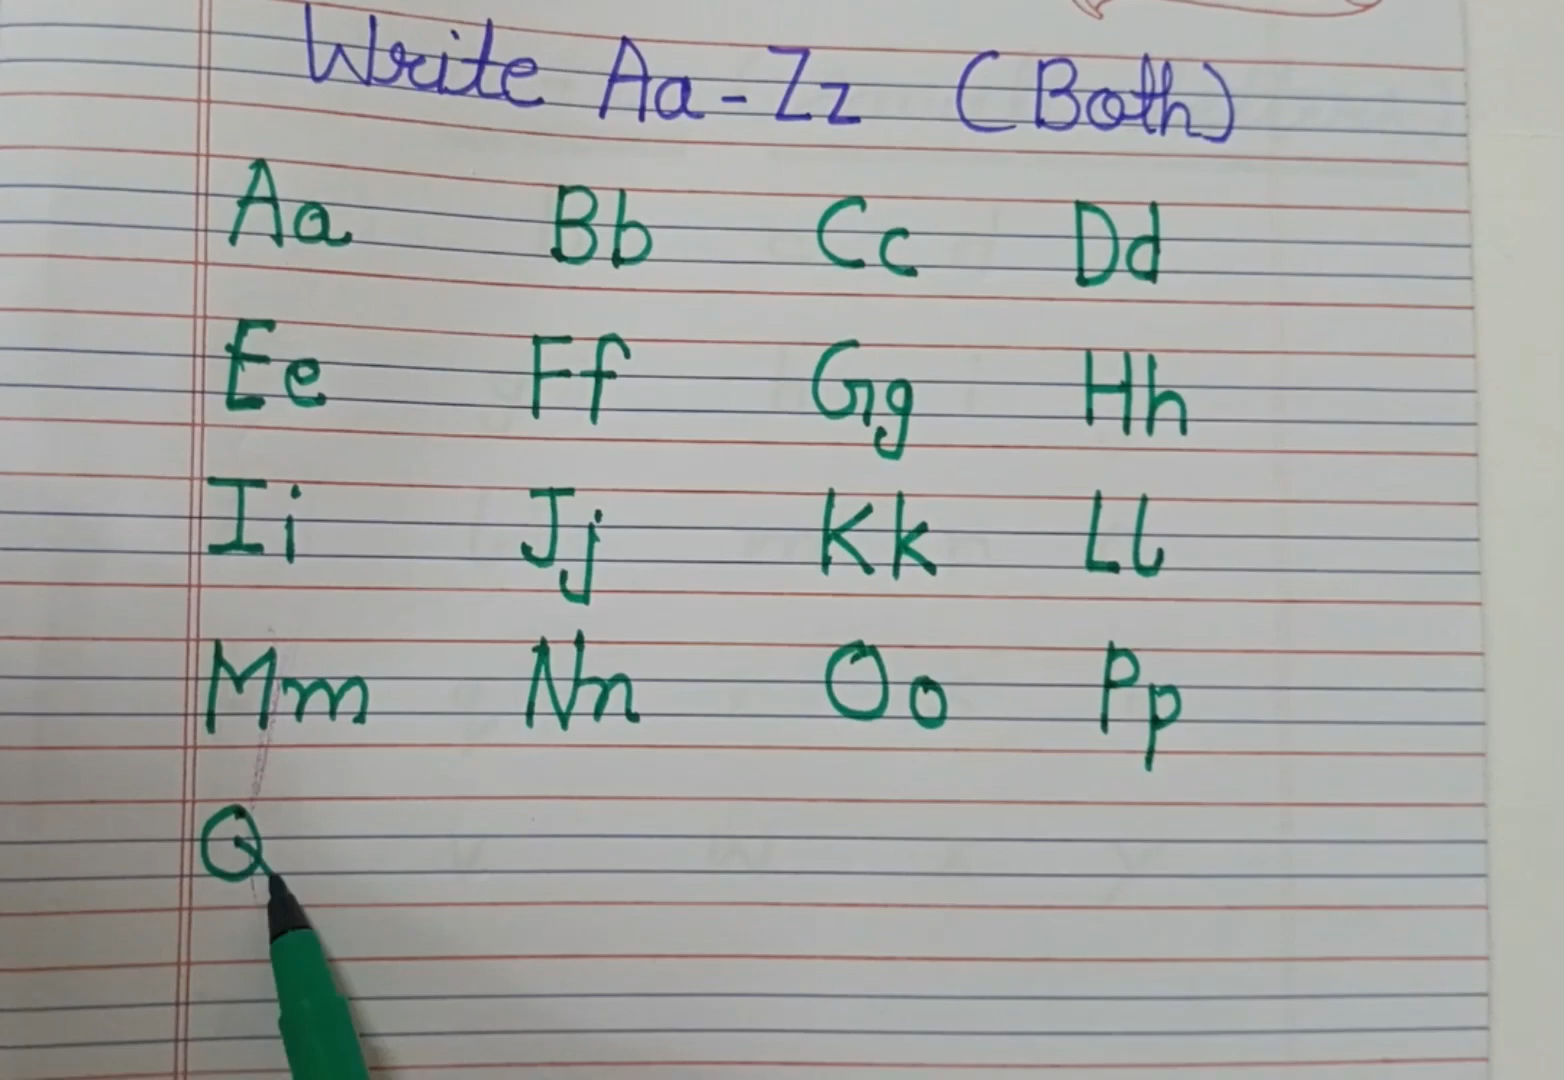 Write Aa-Zz (Both)
Aa Bb Cc Dd
Ee Ff Gg Hh
Ii Jj Kk Ll
Mm Nn Oo Pp
Q